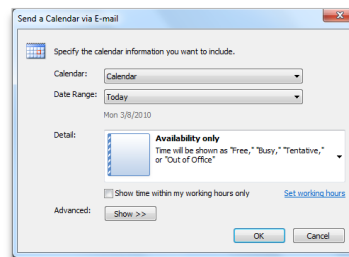 Send a Calendar via E-mail
Specify the calendar information you want to include.
Calendar: Calendar
Date Range: Today
Mon 3/8/2010
Detail: Availability only
Time will be shown as "Free," "Busy," "Tentative,"
or "Out of Office"
Show time within my working hours only Set working hours
Advanced: Show >>
OK Cancel